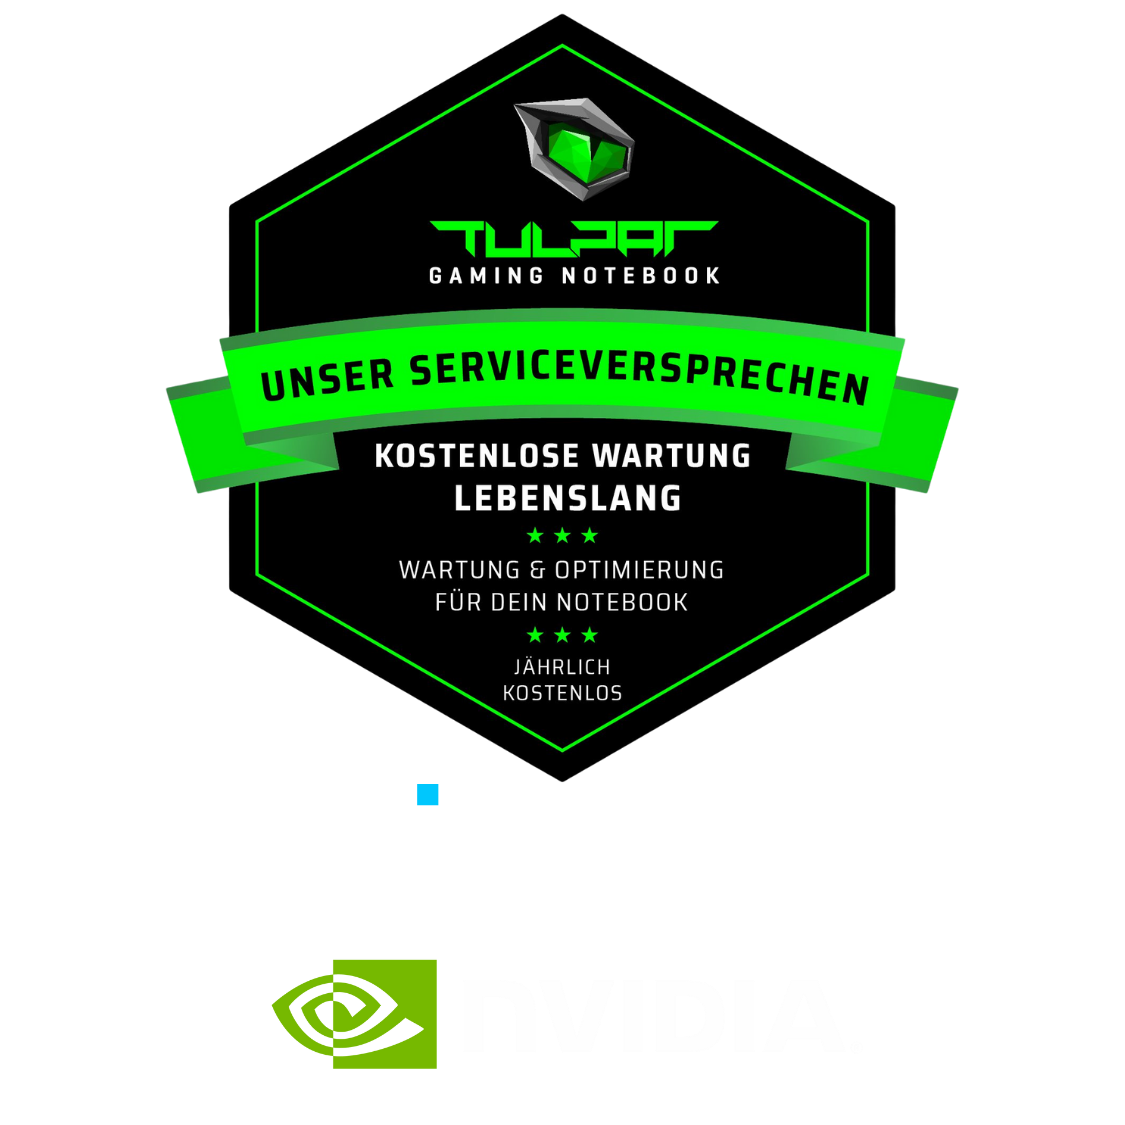 TULPAR
GAMING NOTEBOOK
UNSER SERVICEVERSPRECHEN
KOSTENLOSE WARTUNG
LEBENSLANG
WARTUNG & OPTIMIERUNG
FÜR DEIN NOTEBOOK
JÄHRLICH
KOSTENLOS
NVIDIA